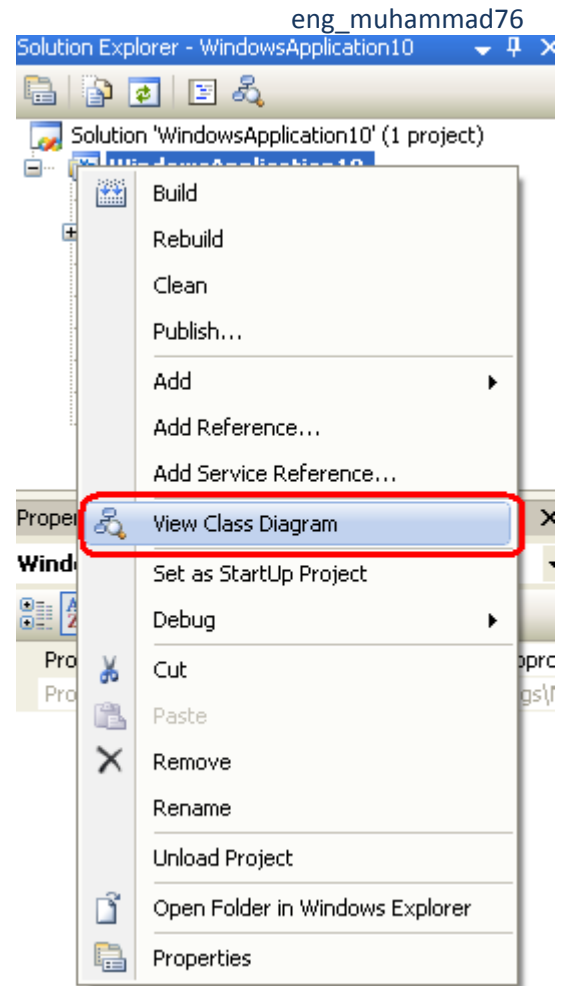 eng_muhammad76
Solution Explorer - WindowsApplication10
Solution 'WindowsApplication10' (1 project)
Build
Rebuild
Clean
Publish...
Add
Add Reference...
Add Service Reference...
View Class Diagram
Set as StartUp Project
Debug
Cut
Paste
Remove
Rename
Unload Project
Open Folder in Windows Explorer
Properties